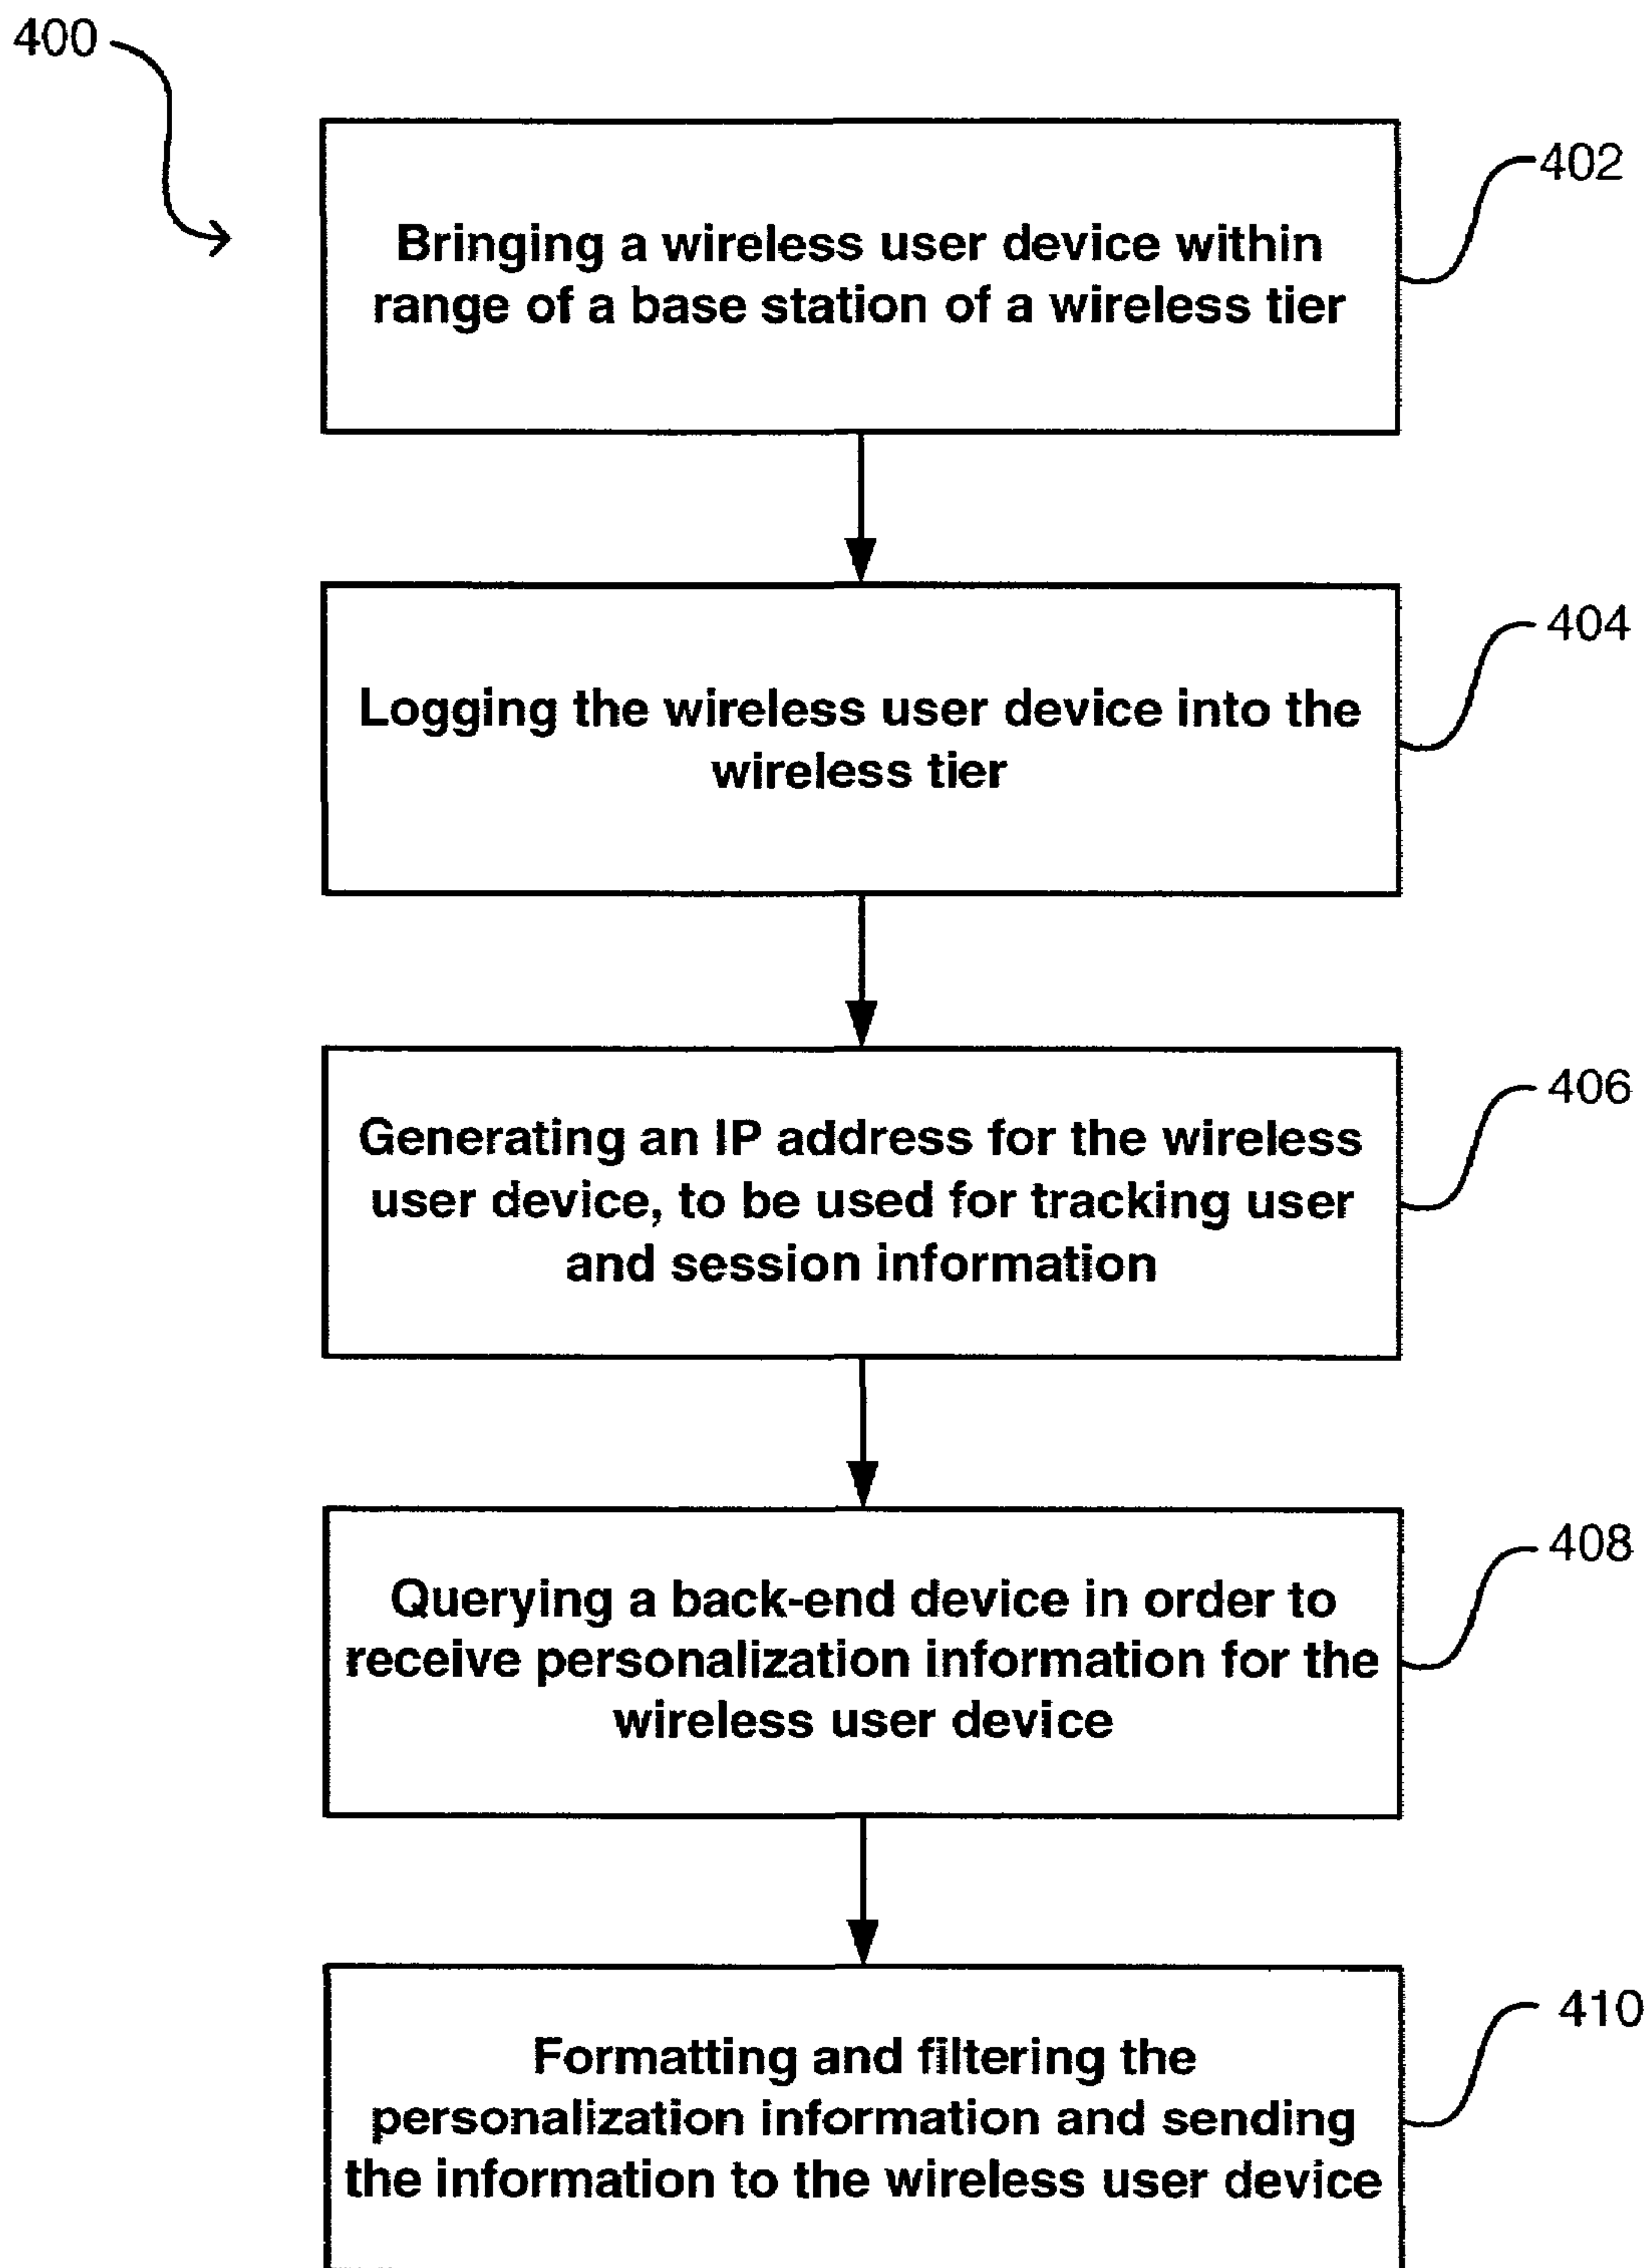 400
402
Bringing a wireless user device within
range of a base station of a wireless tier
404
Logging the wireless user device into the
wireless tier
406
Generating an IP address for the wireless
user device, to be used for tracking user
and session information
408
Querying a back-end device in order to
receive personalization information for the
wireless user device
410
Formatting and filtering the
personalization information and sending
the information to the wireless user device